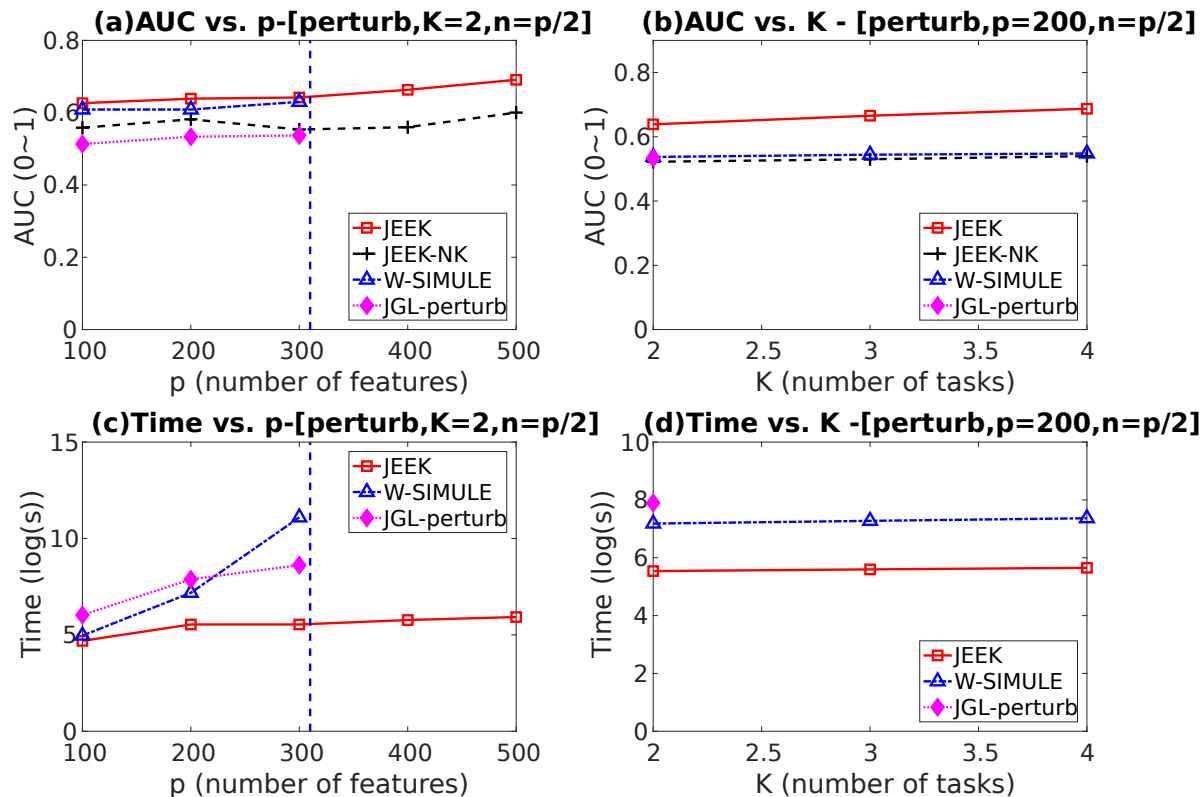 (a)AUC vs. p-[perturb,K=2,n=p/2]
0.8
0.6
0.4
0.2
0
AUC (0~1)
JEEK
JEEK-NK
W-SIMULE
JGL-perturb
100 200 300 400 500
p (number of features)
(b)AUC vs. K - [perturb,p=200,n=p/2]
0.8
0.6
0.4
0.2
0
AUC (0~1)
JEEK
JEEK-NK
W-SIMULE
JGL-perturb
2 2.5 3 3.5 4
K (number of tasks)
(c)Time vs. p-[perturb,K=2,n=p/2]
15
10
5
0
Time (log(s))
JEEK
W-SIMULE
JGL-perturb
100 200 300 400 500
p (number of features)
(d)Time vs. K -[perturb,p=200,n=p/2]
10
8
6
4
2
0
Time (log(s))
JEEK
W-SIMULE
JGL-perturb
2 2.5 3 3.5 4
K (number of tasks)